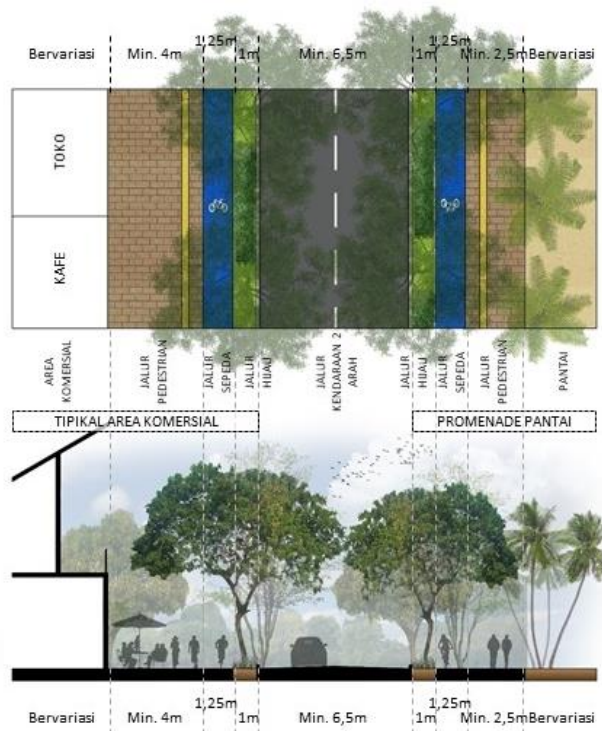 1,25m
1,25m
Bervariasi
Min. 4m
1m
Min. 6,5m
1m
Min. 2,5m
Bervariasi
TOKO
KAFE
AREA
KOMERSIAL
JALUR
PEDESTRIAN
JALUR
SEPEDA
JALUR
HIJAU
JALUR
KENDARAAN 2
ARAH
JALUR
HIJAU
JALUR
SEPEDA
JALUR
PEDESTRIAN
PANTAI
TIPIKAL AREA KOMERSIAL
PROMENADE PANTAI
1,25m
1,25m
Bervariasi
Min. 4m
1m
Min. 6,5m
1m
Min. 2,5m
Bervariasi